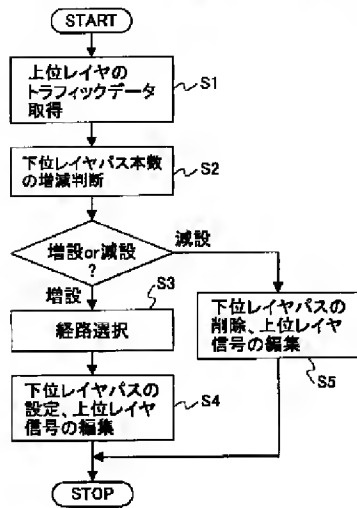 START
上位レイヤの
トラフィックデータ
取得
S1
下位レイヤパス本数
の増減判断
S2
増設or減設
?
減設
増設
S3
経路選択
下位レイヤパスの
設定、上位レイヤ
信号の編集
S4
下位レイヤパスの
削除、上位レイヤ
信号の編集
S5
STOP